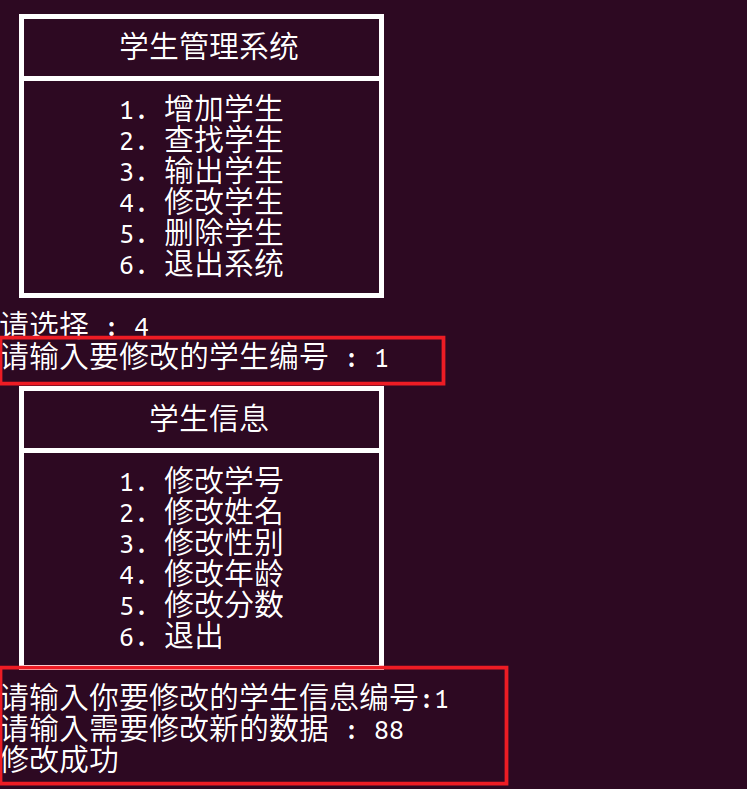 学生管理系统
1. 增加学生
2. 查找学生
3. 输出学生
4. 修改学生
5. 删除学生
6. 退出系统
请选择 : 4
请输入要修改的学生编号 : 1
学生信息
1. 修改学号
2. 修改姓名
3. 修改性别
4. 修改年龄
5. 修改分数
6. 退出
请输入你要修改的学生信息编号:1
请输入需要修改新的数据 : 88
修改成功